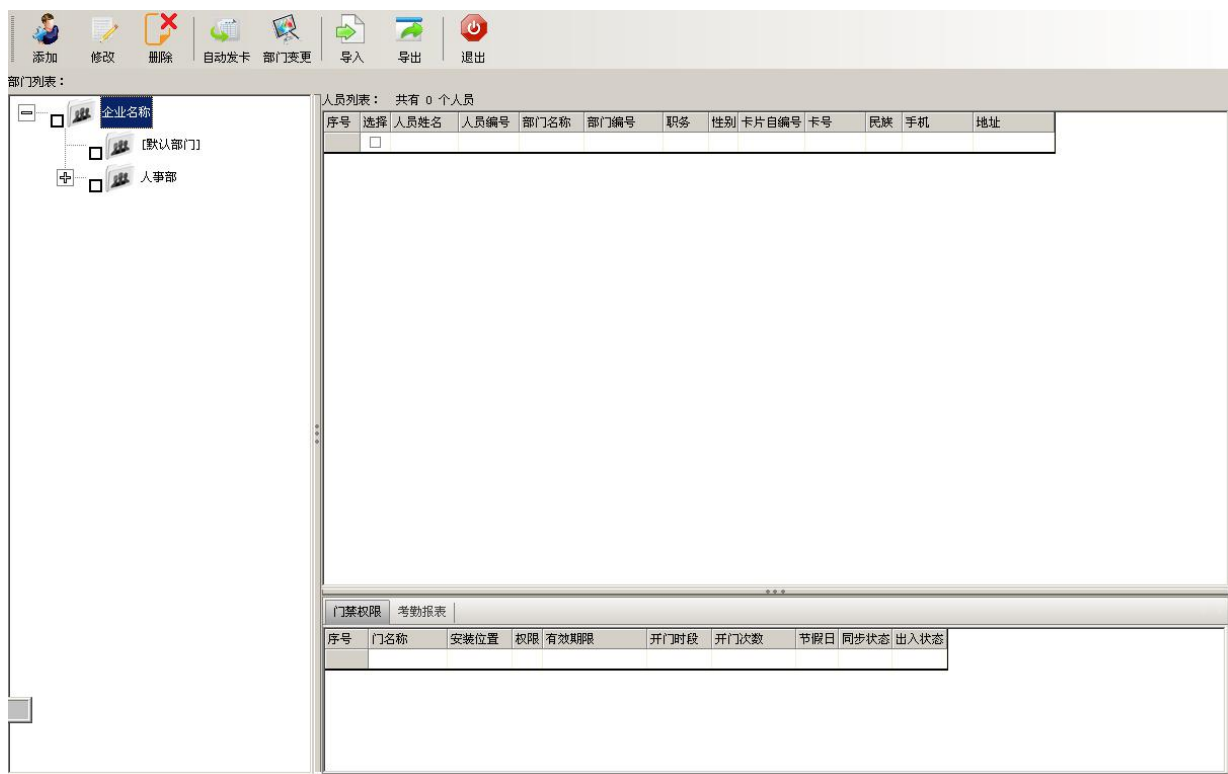 添加 修改 删除 自动发卡 部门变更 导入 导出 退出
部门列表：
企业名称
[默认部门]
人事部
人员列表： 共有 0 个人员
序号 选择 人员姓名 人员编号 部门名称 部门编号 职务 性别 卡片自编号 卡号 民族 手机 地址
门禁权限 考勤报表
序号 门名称 安装位置 权限 有效期限 开门时段 开门次数 节假日 同步状态 出入状态